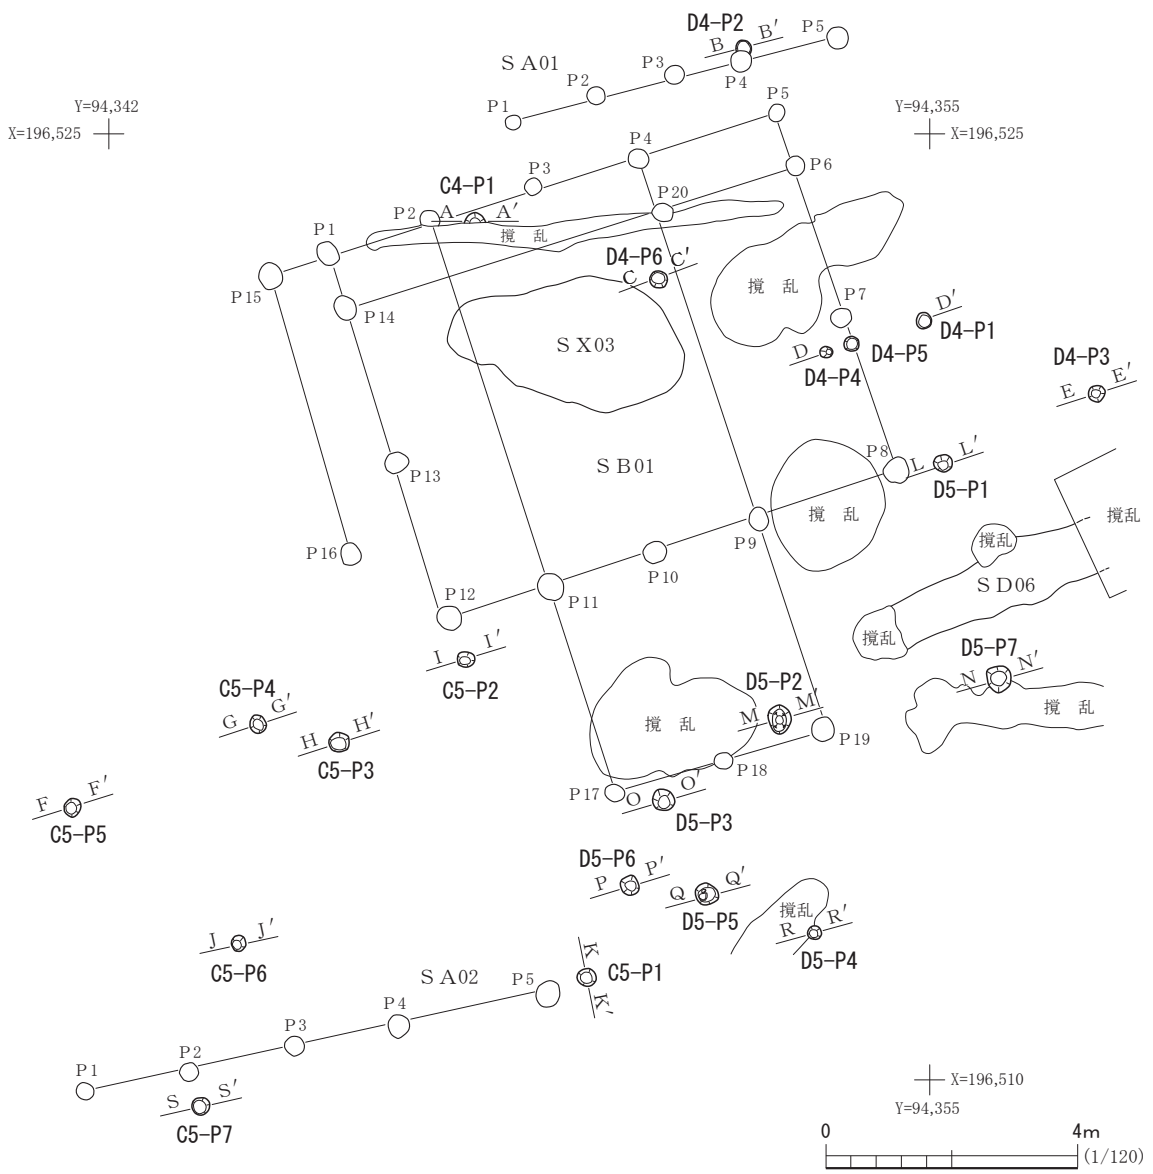 D4-P2
B B′ P5
S A01
P3
P4
P2
P1
Y=94,342
X=196,525
Y=94,355
X=196,525
P5
P4
P6
P3
C4-P1
P2 A A′
P20
撹 乱
P1
D4-P6
C C′
P15
P14
撹 乱
P7
D′
D4-P1
S X03
D
D4-P5
D4-P4
D4-P3
E E′
P8 L L′
D5-P1
S B01
P13
撹 乱
P9
撹乱
撹乱
P16
P10
S D06
P12
P11
撹乱
I I′
C5-P2
D5-P7
N N′
C5-P4
G G′
D5-P2
M M′
撹 乱
撹 乱
H H′
C5-P3
P19
P18
P17
O O′
D5-P3
F F′
C5-P5
D5-P6
P P′
Q Q′
D5-P5
撹乱
R R′
D5-P4
J J′
C5-P6
S A02
P5
K
C5-P1
K′
P4
P3
P2
P1
S S′
C5-P7
X=196,510
Y=94,355
0 4m
(1/120)